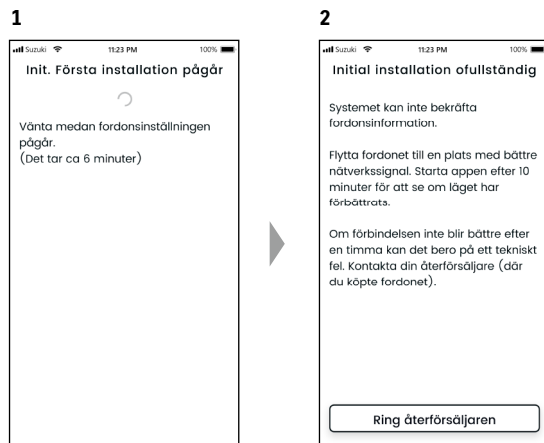 1
Suzuki 11:23 PM 100%
Init. Första installation pågår
Vänta medan fordonsinställningen
pågår.
(Det tar ca 6 minuter)
2
Suzuki 11:23 PM 100%
Initial installation ofullständig
Systemet kan inte bekräfta
fordonsinformation.
Flytta fordonet till en plats med bättre
nätverkssignal. Starta appen efter 10
minuter för att se om läget har
förbättrats.
Om förbindelsen inte blir bättre efter
en timma kan det bero på ett tekniskt
fel. Kontakta din återförsäljare (där
du köpte fordonet).
Ring återförsäljaren